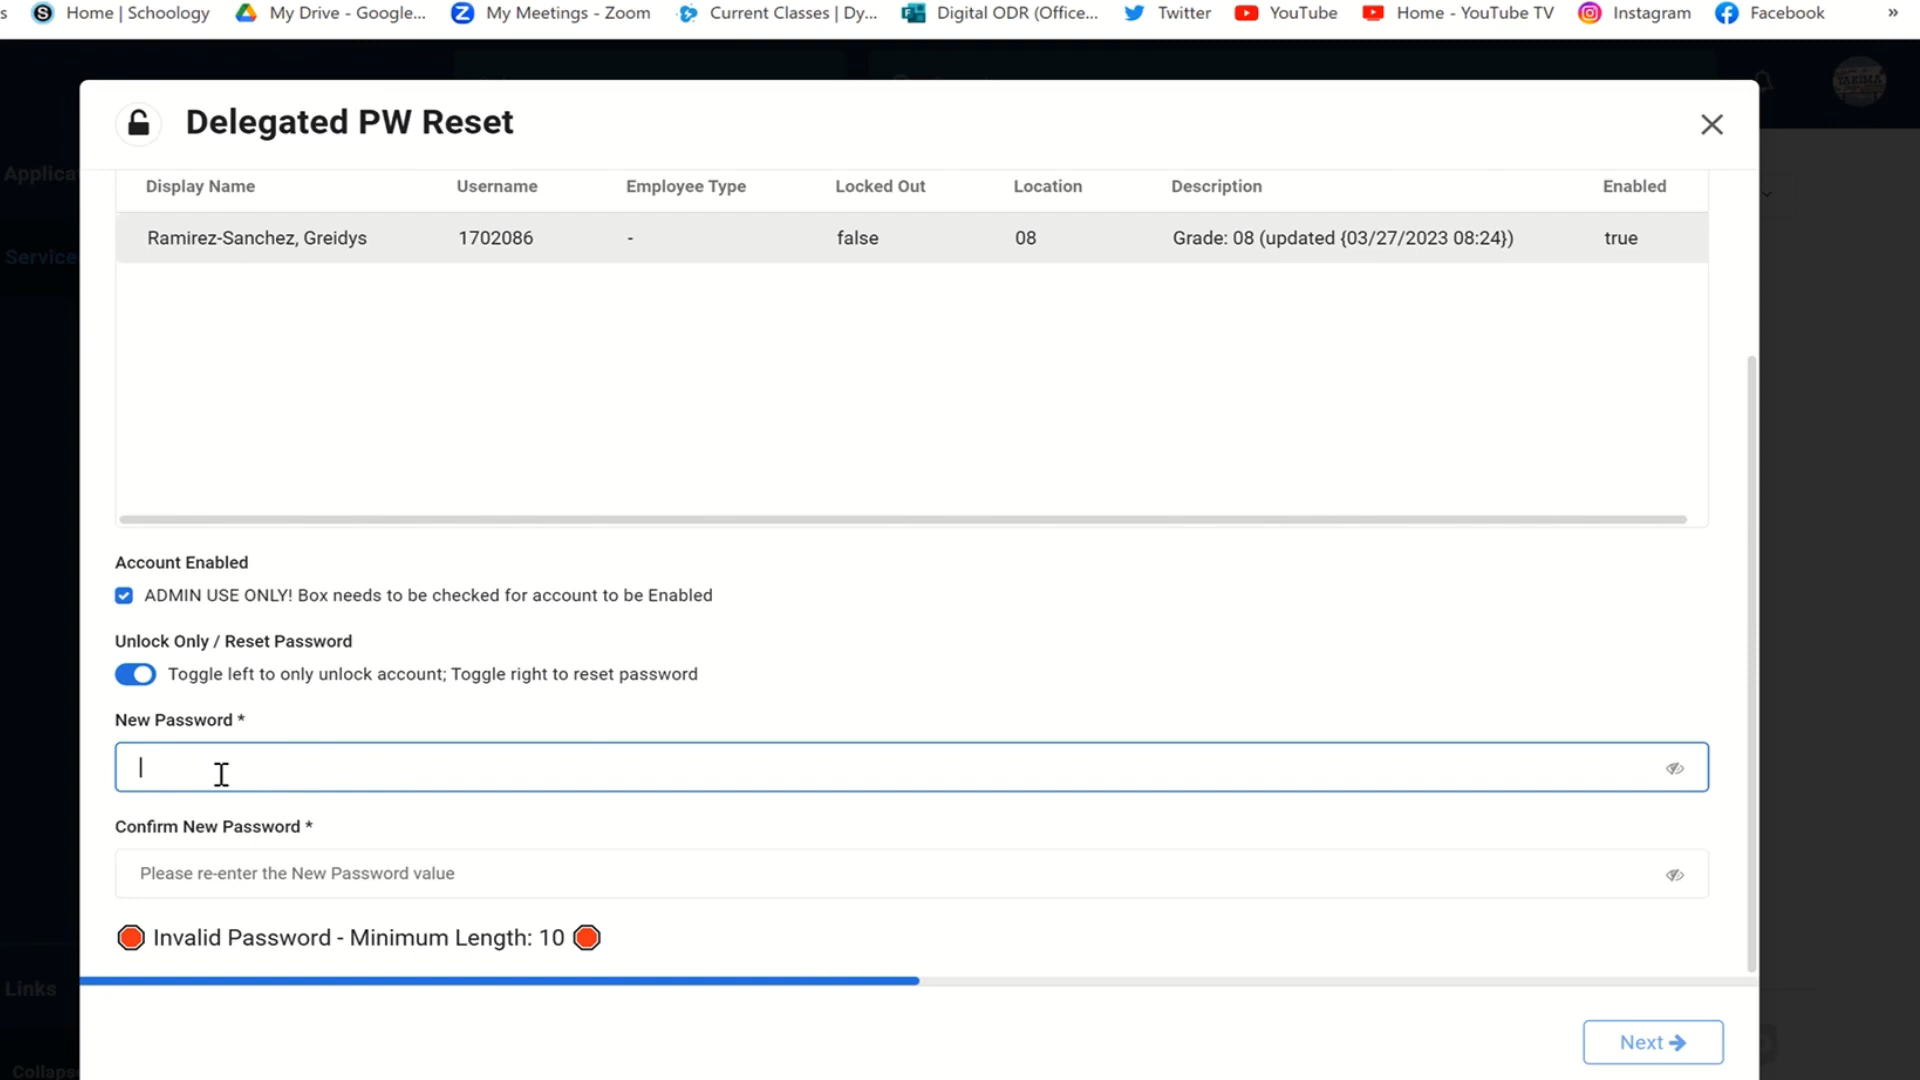 s Home | Schoology My Drive - Google... My Meetings - Zoom Current Classes | Dy... Digital ODR (Office... Twitter YouTube Home - YouTube TV Instagram Facebook »
Delegated PW Reset
Display Name Username Employee Type Locked Out Location Description Enabled
Ramirez-Sanchez, Greidys 1702086 - false 08 Grade: 08 (updated {03/27/2023 08:24}) true
Applica
Service
Account Enabled
ADMIN USE ONLY! Box needs to be checked for account to be Enabled
Unlock Only / Reset Password
Toggle left to only unlock account; Toggle right to reset password
New Password *
Confirm New Password *
Please re-enter the New Password value
Invalid Password - Minimum Length: 10
Links
Next
Collaps